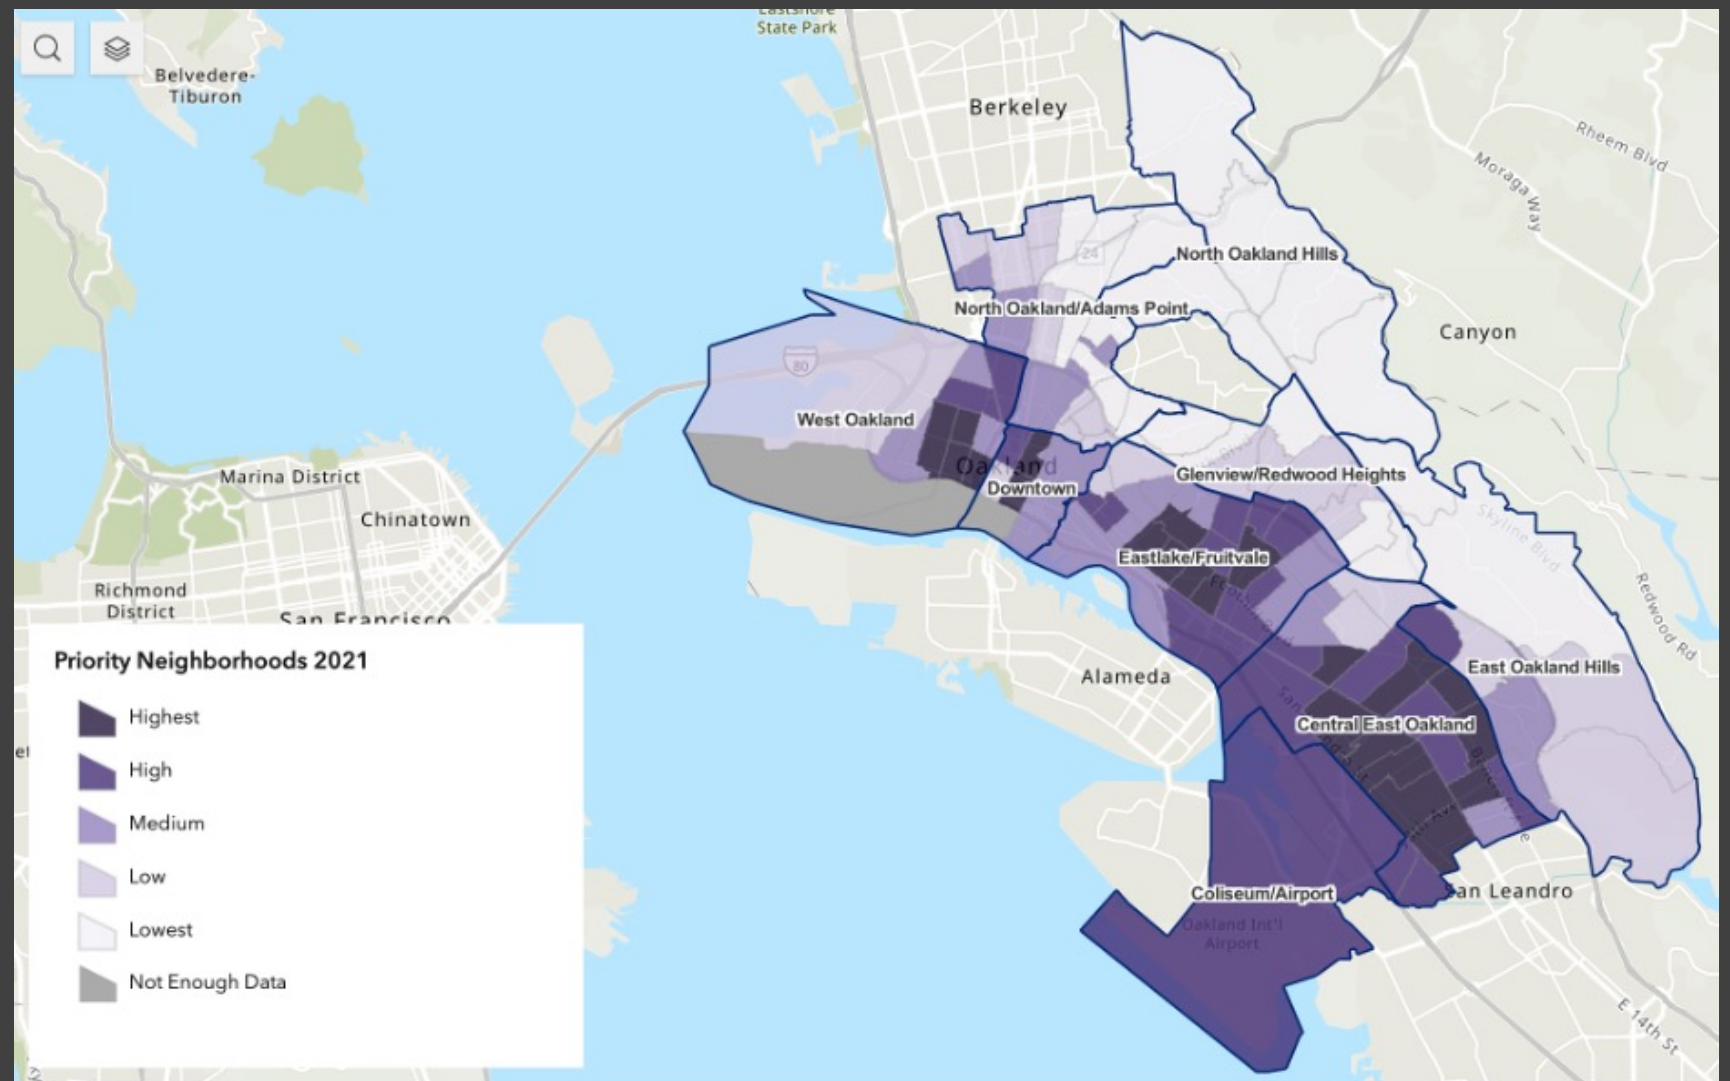 Eastshore
State Park
Belvedere-
Tiburon
Berkeley
Rheem Blvd
Moraga Way
24
North Oakland Hills
North Oakland/Adams Point
Canyon
80
West Oakland
Oakland
Downtown
Glenview/Redwood Heights
Marina District
Chinatown
Skyline Blvd
Eastlake/Fruitvale
Richmond
District
San Francisco
Redwood Rd
Alameda
East Oakland Hills
Central East Oakland
Coliseum/Airport
San Leandro
Oakland Int'l
Airport
E 14th St
Priority Neighborhoods 2021
Highest
High
Medium
Low
Lowest
Not Enough Data